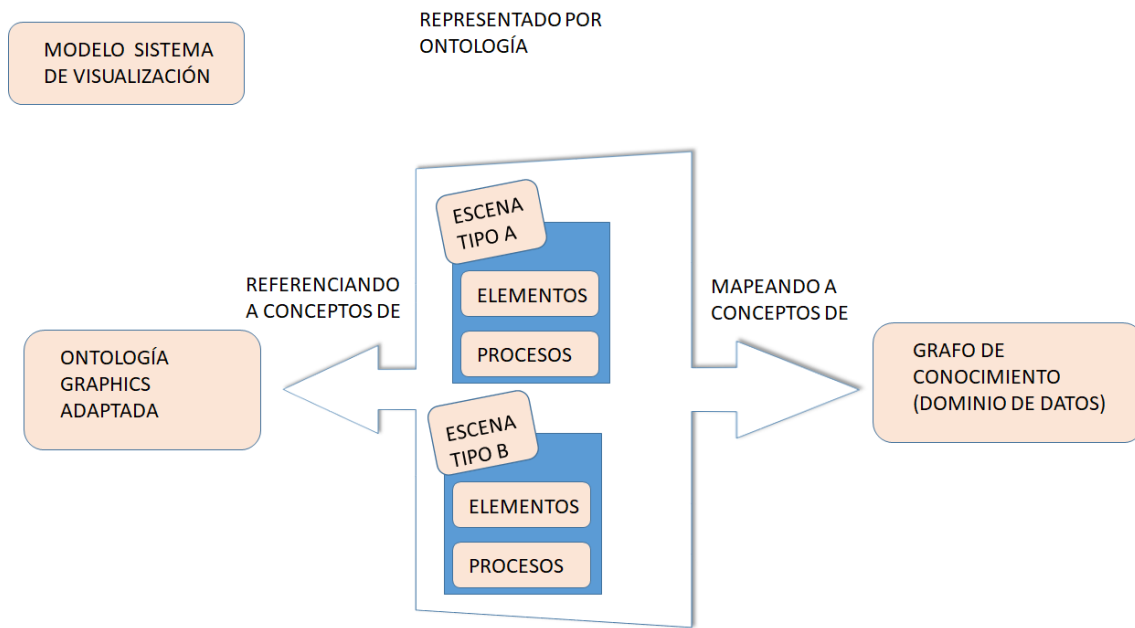 MODELO SISTEMA
DE VISUALIZACIÓN
REPRESENTADO POR
ONTOLOGÍA
ESCENA
TIPO A
ELEMENTOS
PROCESOS
REFERENCIANDO
A CONCEPTOS DE
MAPEANDO A
CONCEPTOS DE
ONTOLOGÍA
GRAPHICS
ADAPTADA
GRAFO DE
CONOCIMIENTO
(DOMINIO DE DATOS)
ESCENA
TIPO B
ELEMENTOS
PROCESOS